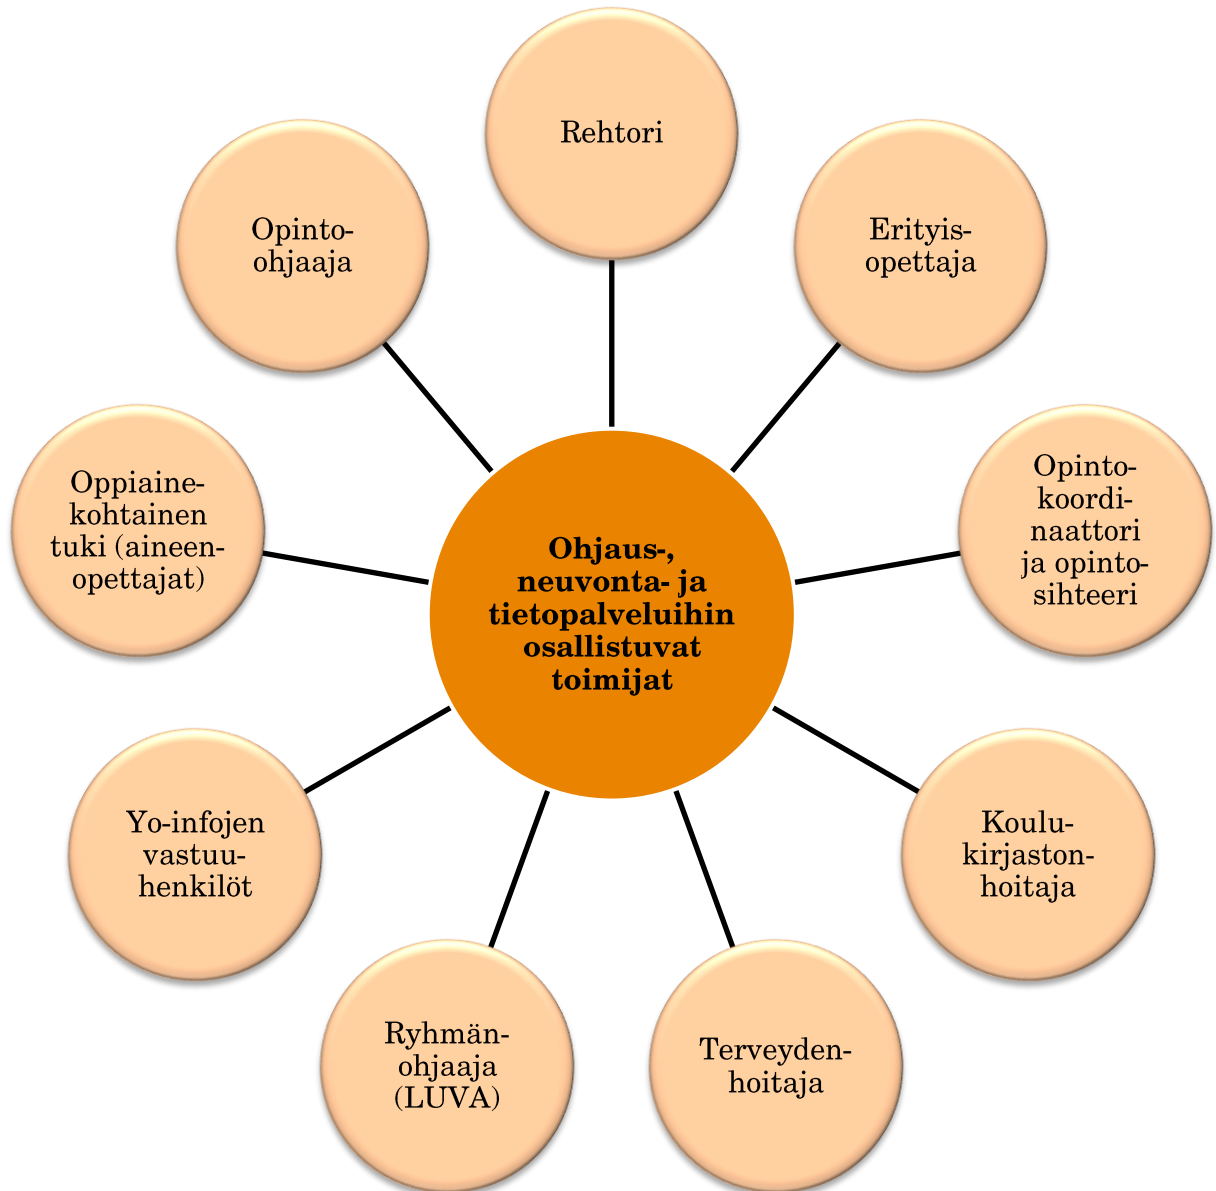 Rehtori
Erityis-
opettaja
Opinto-
koordi-
naattori
ja opinto-
sihteeri
Koulu-
kirjaston-
hoitaja
Terveyden-
hoitaja
Ryhmän-
ohjaaja
(LUVA)
Yo-infojen
vastuu-
henkilöt
Oppiaine-
kohtainen
tuki (aineen-
opettajat)
Opinto-
ohjaaja
Ohjaus-,
neuvonta- ja
tietopalveluihin
osallistuvat
toimijat